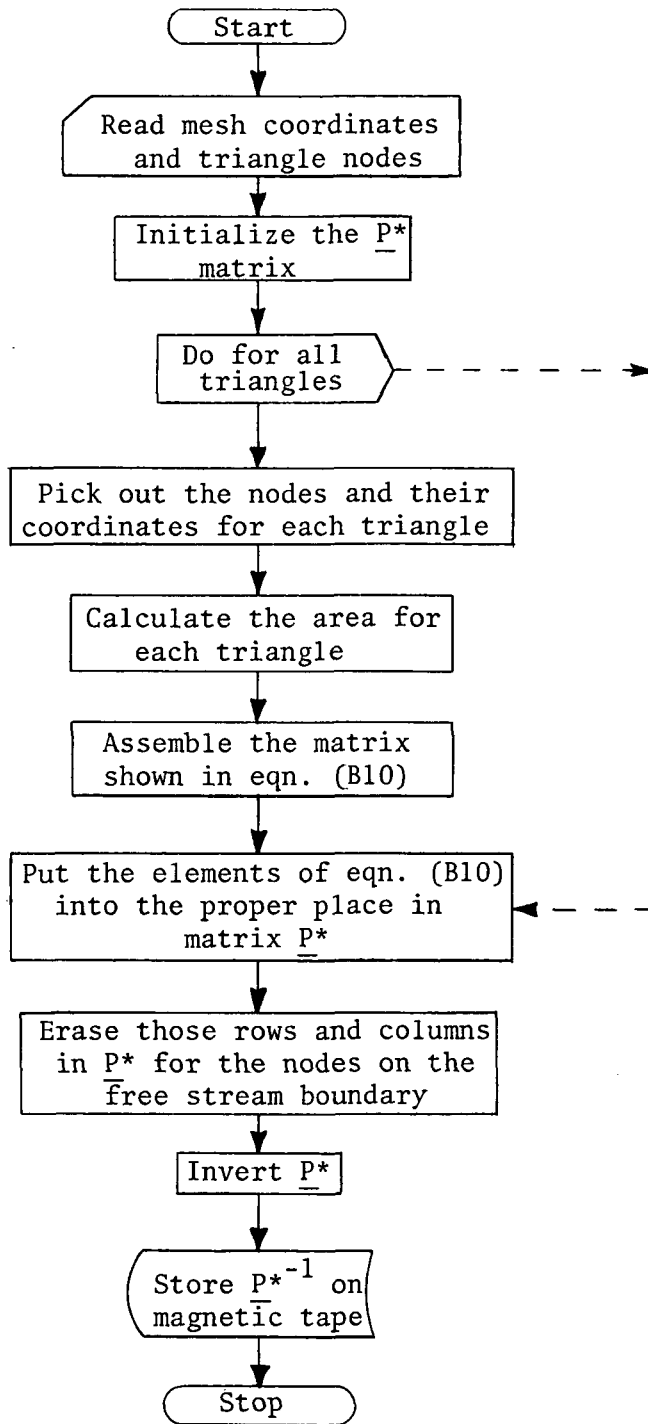 Start
Read mesh coordinates
and triangle nodes
Initialize the P*
matrix
Do for all
triangles
Pick out the nodes and their
coordinates for each triangle
Calculate the area for
each triangle
Assemble the matrix
shown in eqn. (B10)
Put the elements of eqn. (B10)
into the proper place in
matrix P*
Erase those rows and columns
in P* for the nodes on the
free stream boundary
Invert P*
Store P*⁻¹ on
magnetic tape
Stop